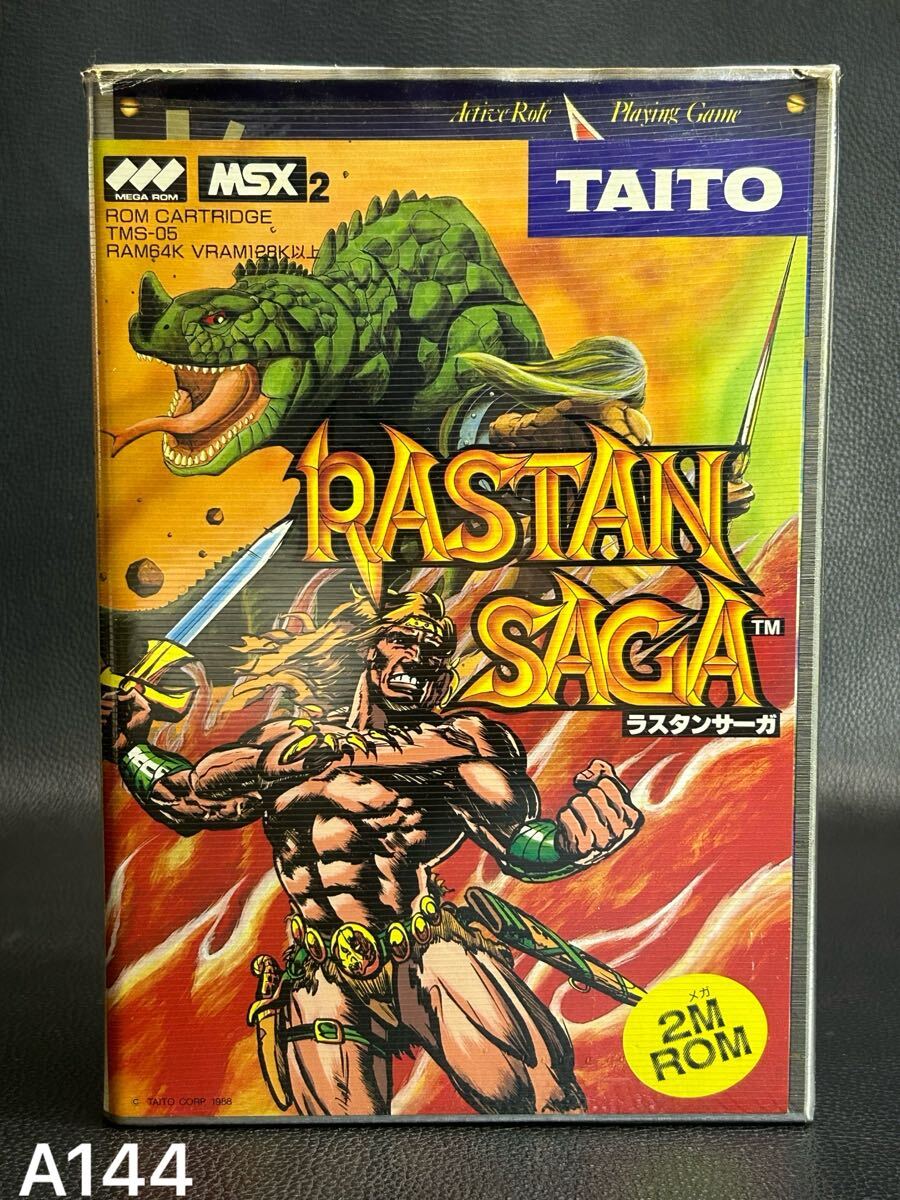 Active Role Playing Game
MEGA ROM
MSX2
TAITO
ROM CARTRIDGE
TMS-05
RAM64K VRAM128K以上
RASTAN
SAGA™
ラスタンサーガ
メガ
2M
ROM
© TAITO CORP. 1988
A144